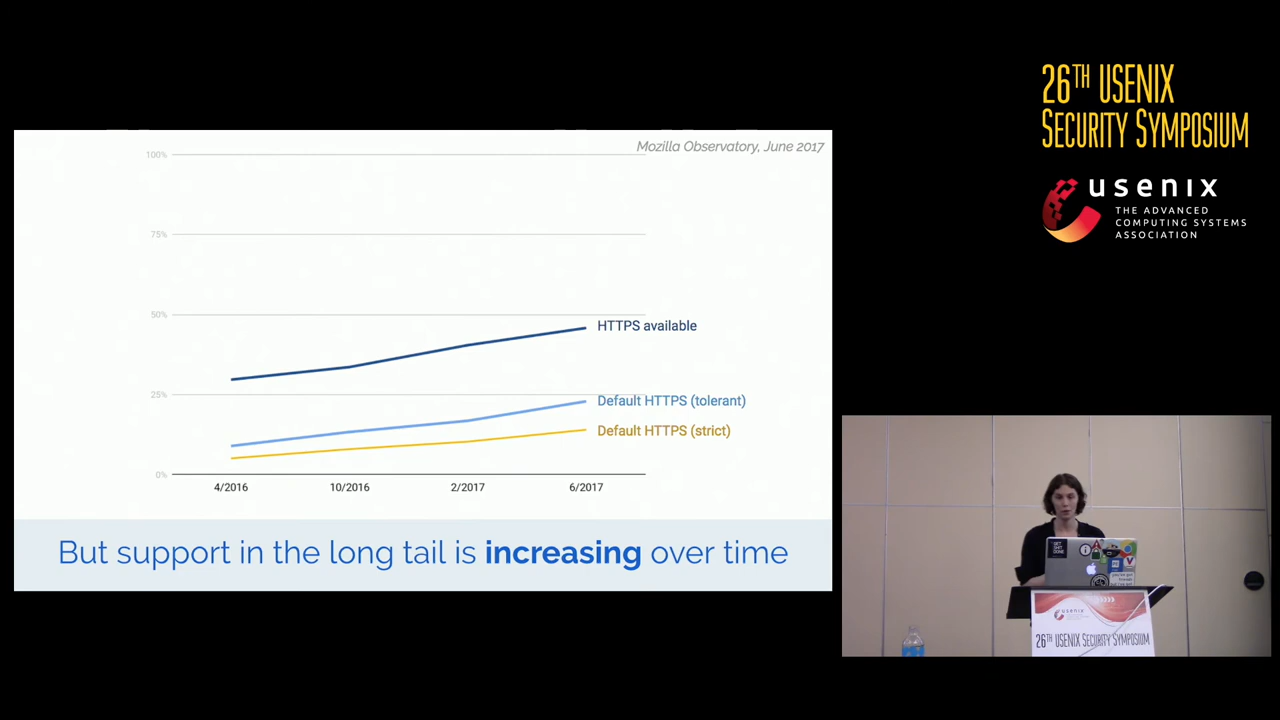 Mozilla Observatory, June 2017
100%
75%
50%
25%
0%
HTTPS available
Default HTTPS (tolerant)
Default HTTPS (strict)
4/2016
10/2016
2/2017
6/2017
But support in the long tail is increasing over time
26TH USENIX
SECURITY SYMPOSIUM
usenix
THE ADVANCED
COMPUTING SYSTEMS
ASSOCIATION
usenix
26TH USENIX SECURITY SYMPOSIUM